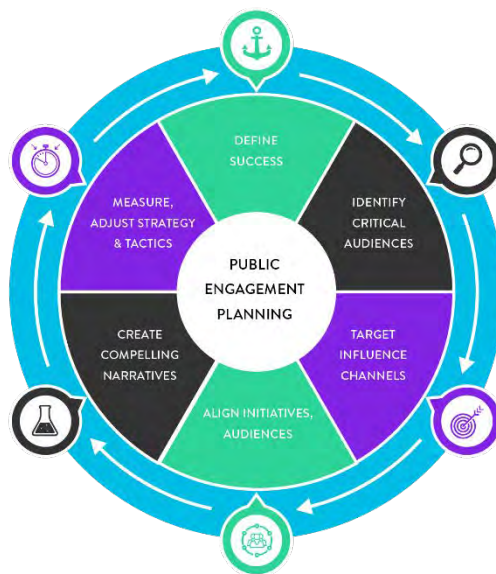 DEFINE
SUCCESS
IDENTIFY
CRITICAL
AUDIENCES
TARGET
INFLUENCE
CHANNELS
ALIGN INITIATIVES,
AUDIENCES
CREATE
COMPELLING
NARRATIVES
MEASURE,
ADJUST STRATEGY
& TACTICS
PUBLIC
ENGAGEMENT
PLANNING